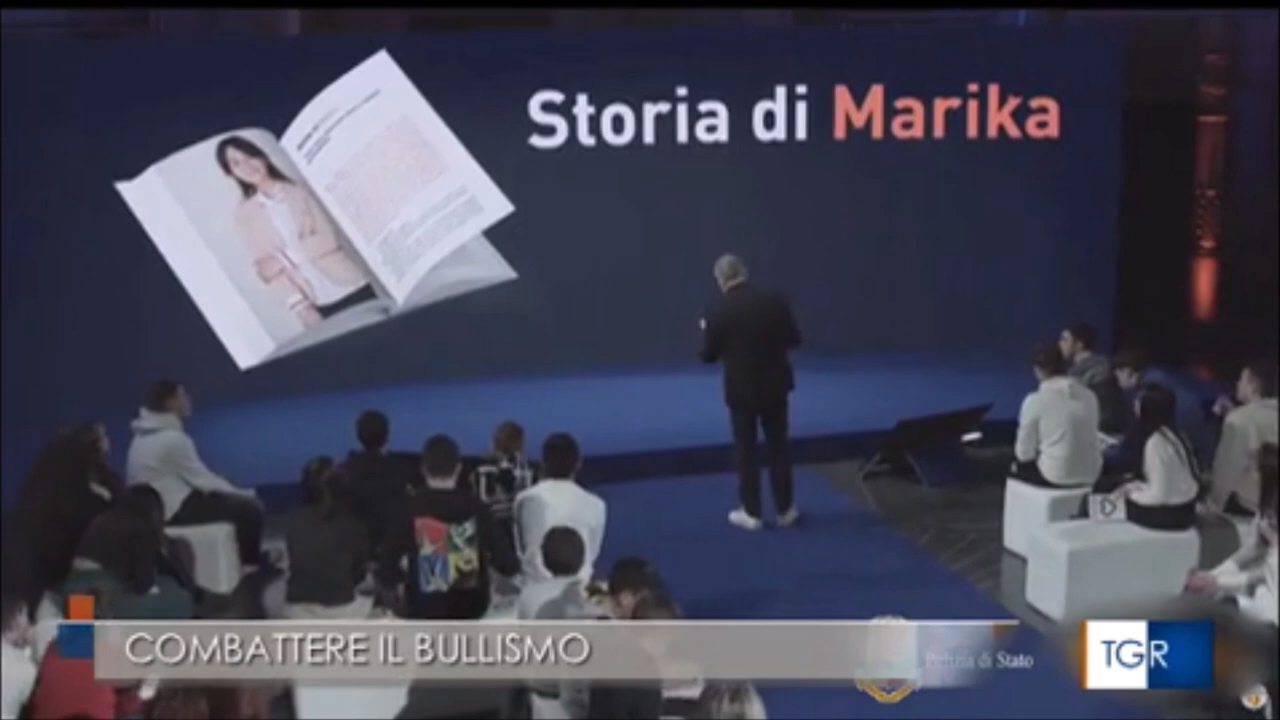 Storia di Marika
COMBATTERE IL BULLISMO
Polizia di Stato
TGR